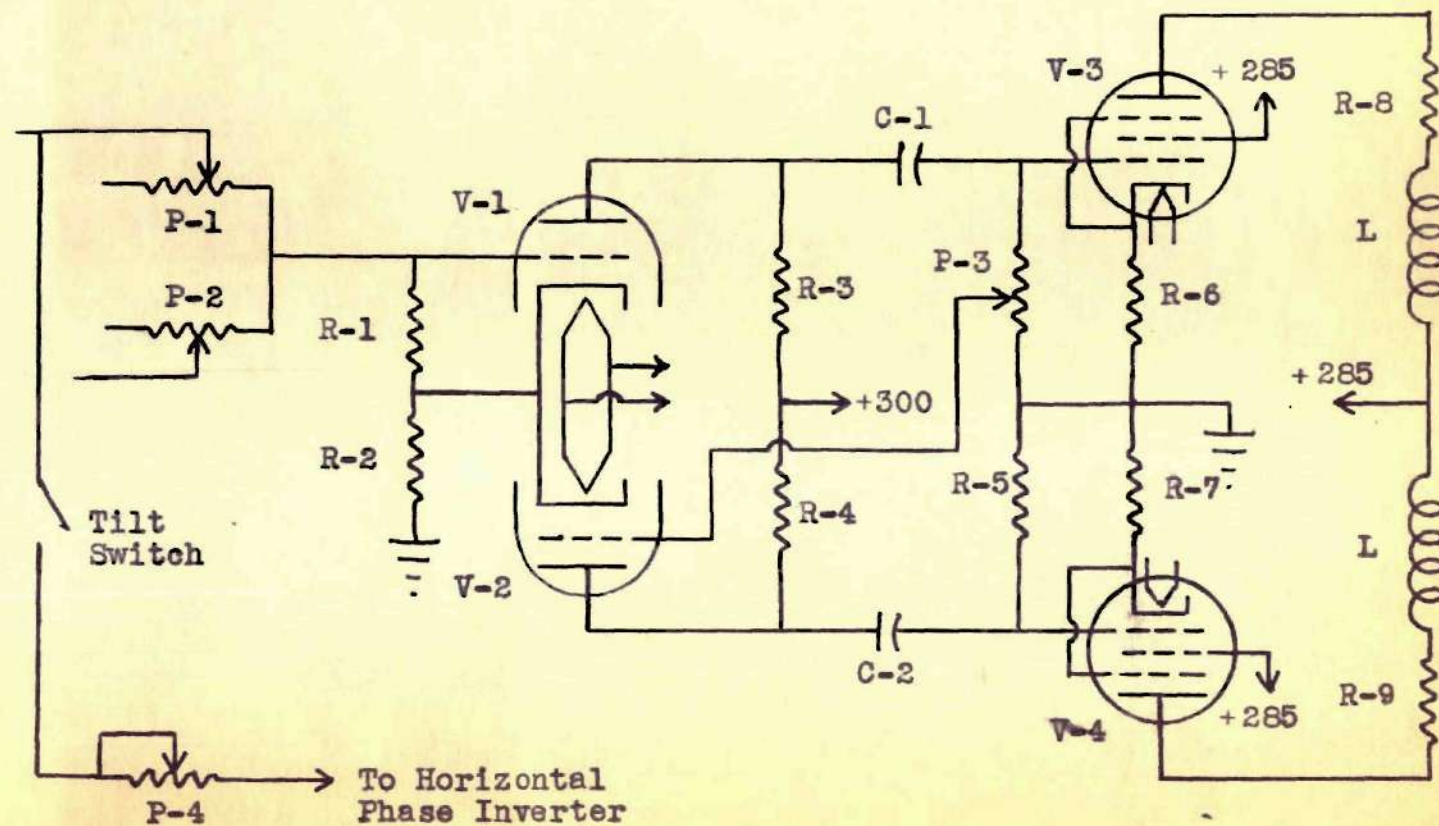 V-3
+ 285
R-8
C-1
P-1
V-1
L
P-2
P-3
R-3
R-6
R-1
+ 285
+300
R-2
R-5
R-7
R-4
Tilt
Switch
L
V-2
C-2
R-9
+ 285
V-4
To Horizontal
Phase Inverter
P-4